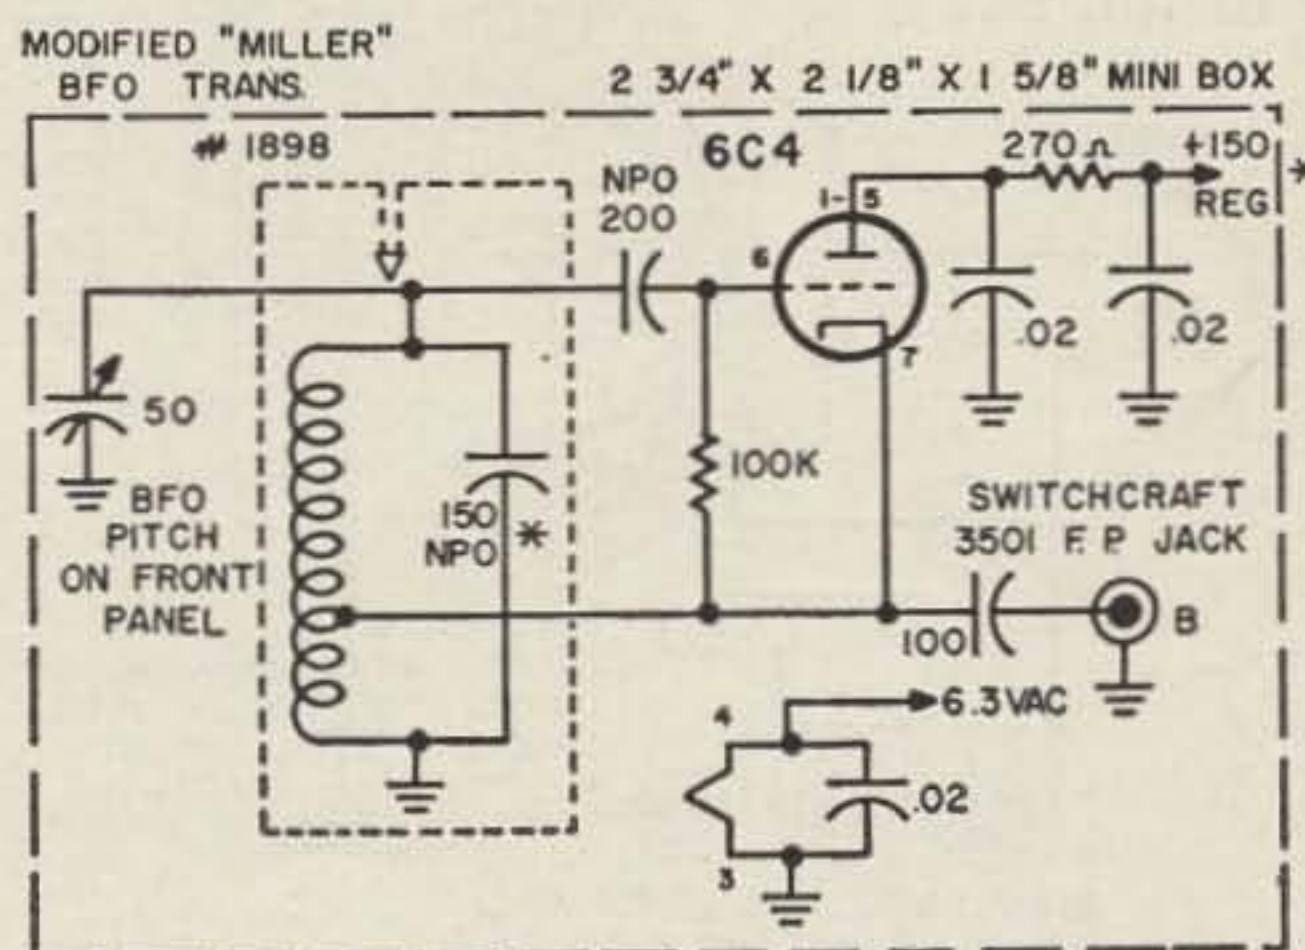 MODIFIED "MILLER"
BFO TRANS.
# 1898
2 3/4" X 2 1/8" X 1 5/8" MINI BOX
6C4
270 Ω
+150
REG
*
NPO
200
1- 5
6
7
.02
.02
50
BFO
PITCH
ON FRONT
PANEL
150
NPO
*
100K
SWITCHCRAFT
3501 F. P. JACK
100
B
6.3 VAC
4
.02
3